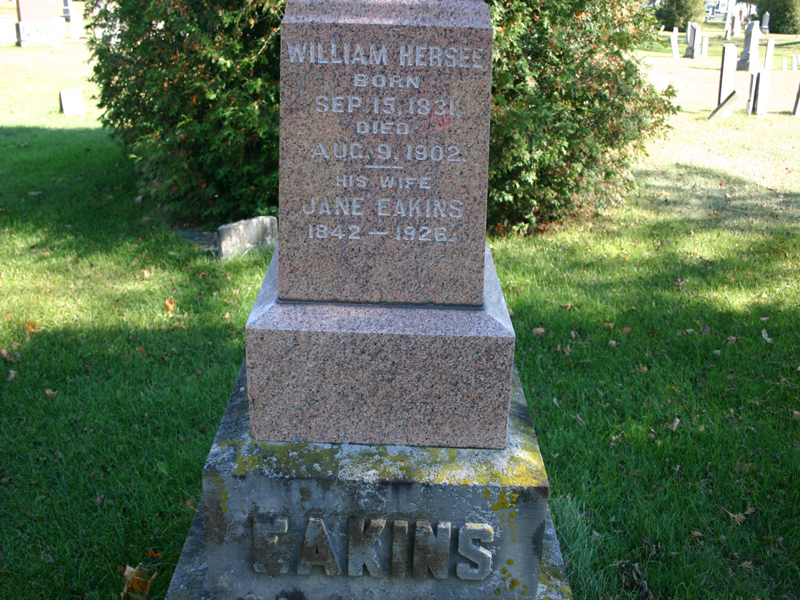 WILLIAM HERSEE
BORN
SEP. 15, 1831.
DIED
AUG. 9, 1902.
HIS WIFE
JANE EAKINS
1842 — 1926.
EAKINS